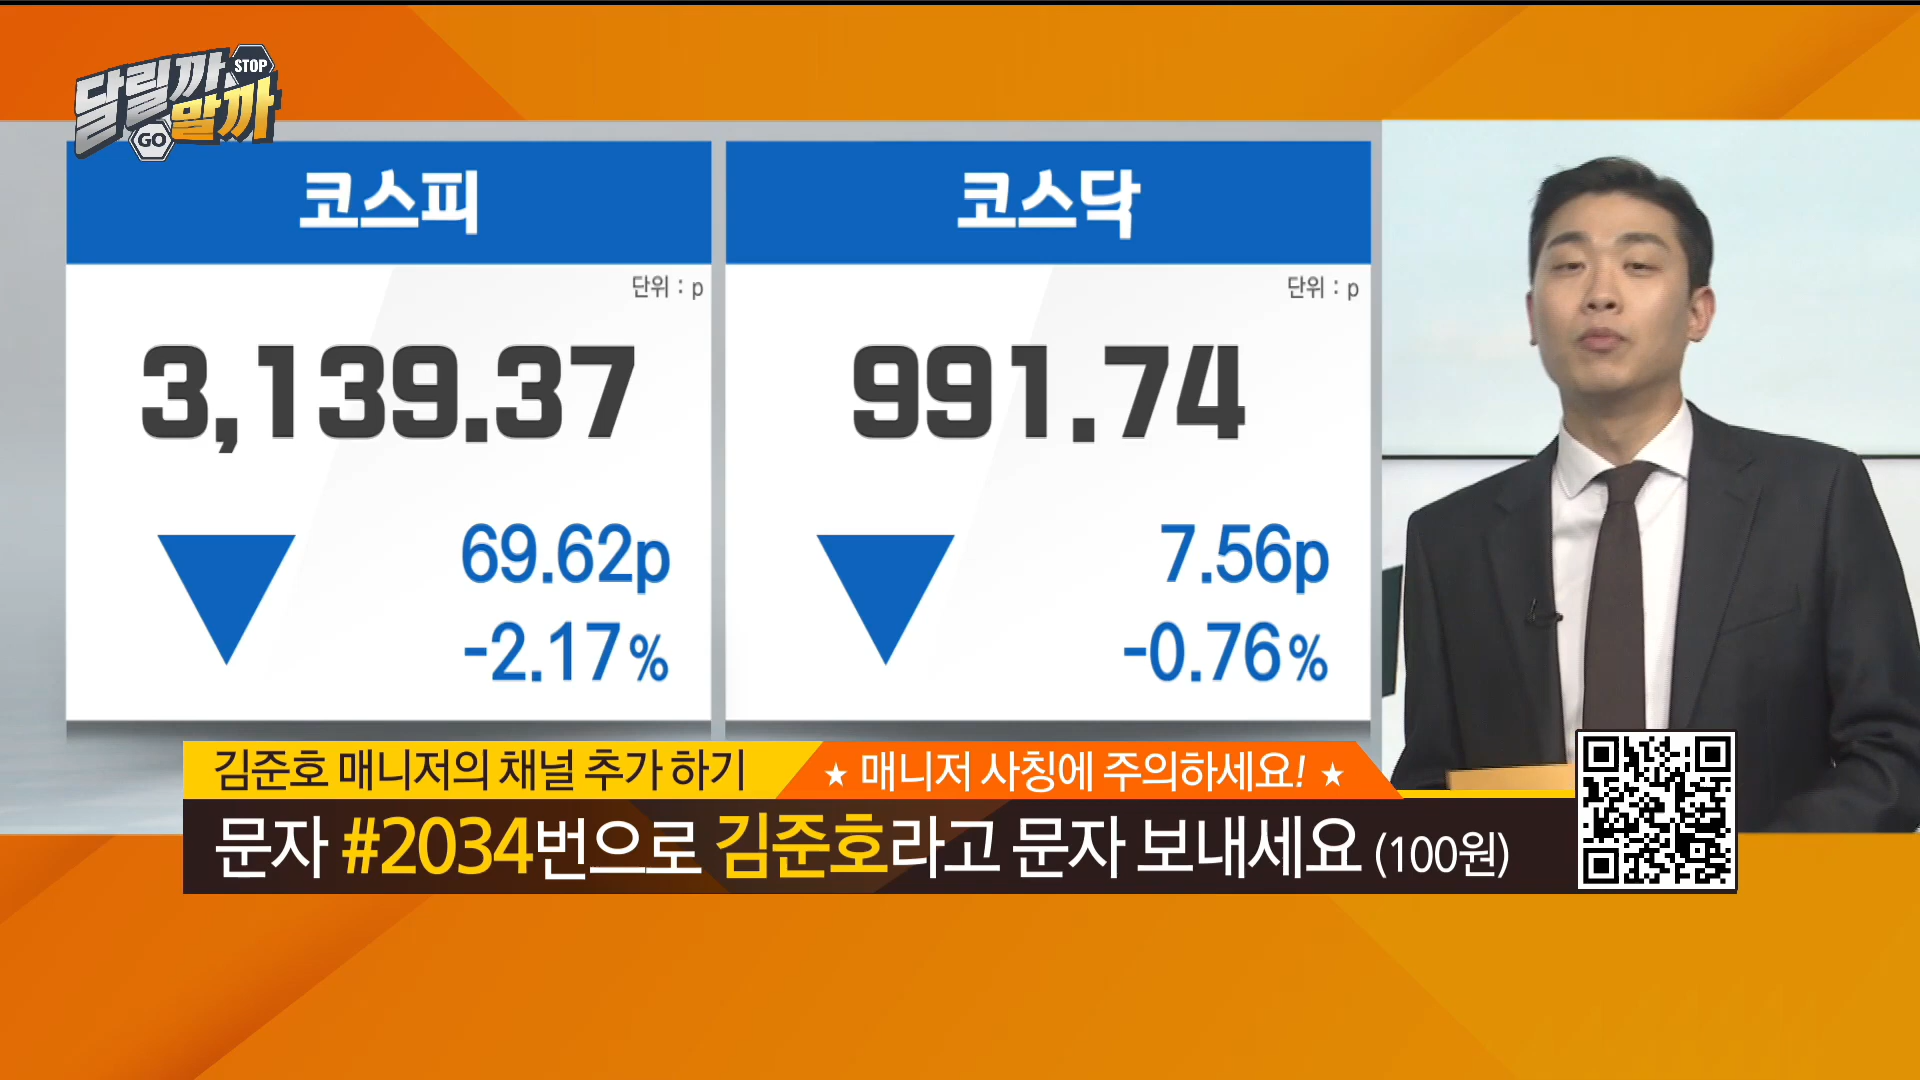 달릴까 STOP
GO 말까
코스피
단위 : p
3,139.37
69.62p
-2.17%
코스닥
단위 : p
991.74
7.56p
-0.76%
김준호 매니저의 채널 추가 하기
★ 매니저 사칭에 주의하세요! ★
문자 #2034번으로 김준호라고 문자 보내세요 (100원)